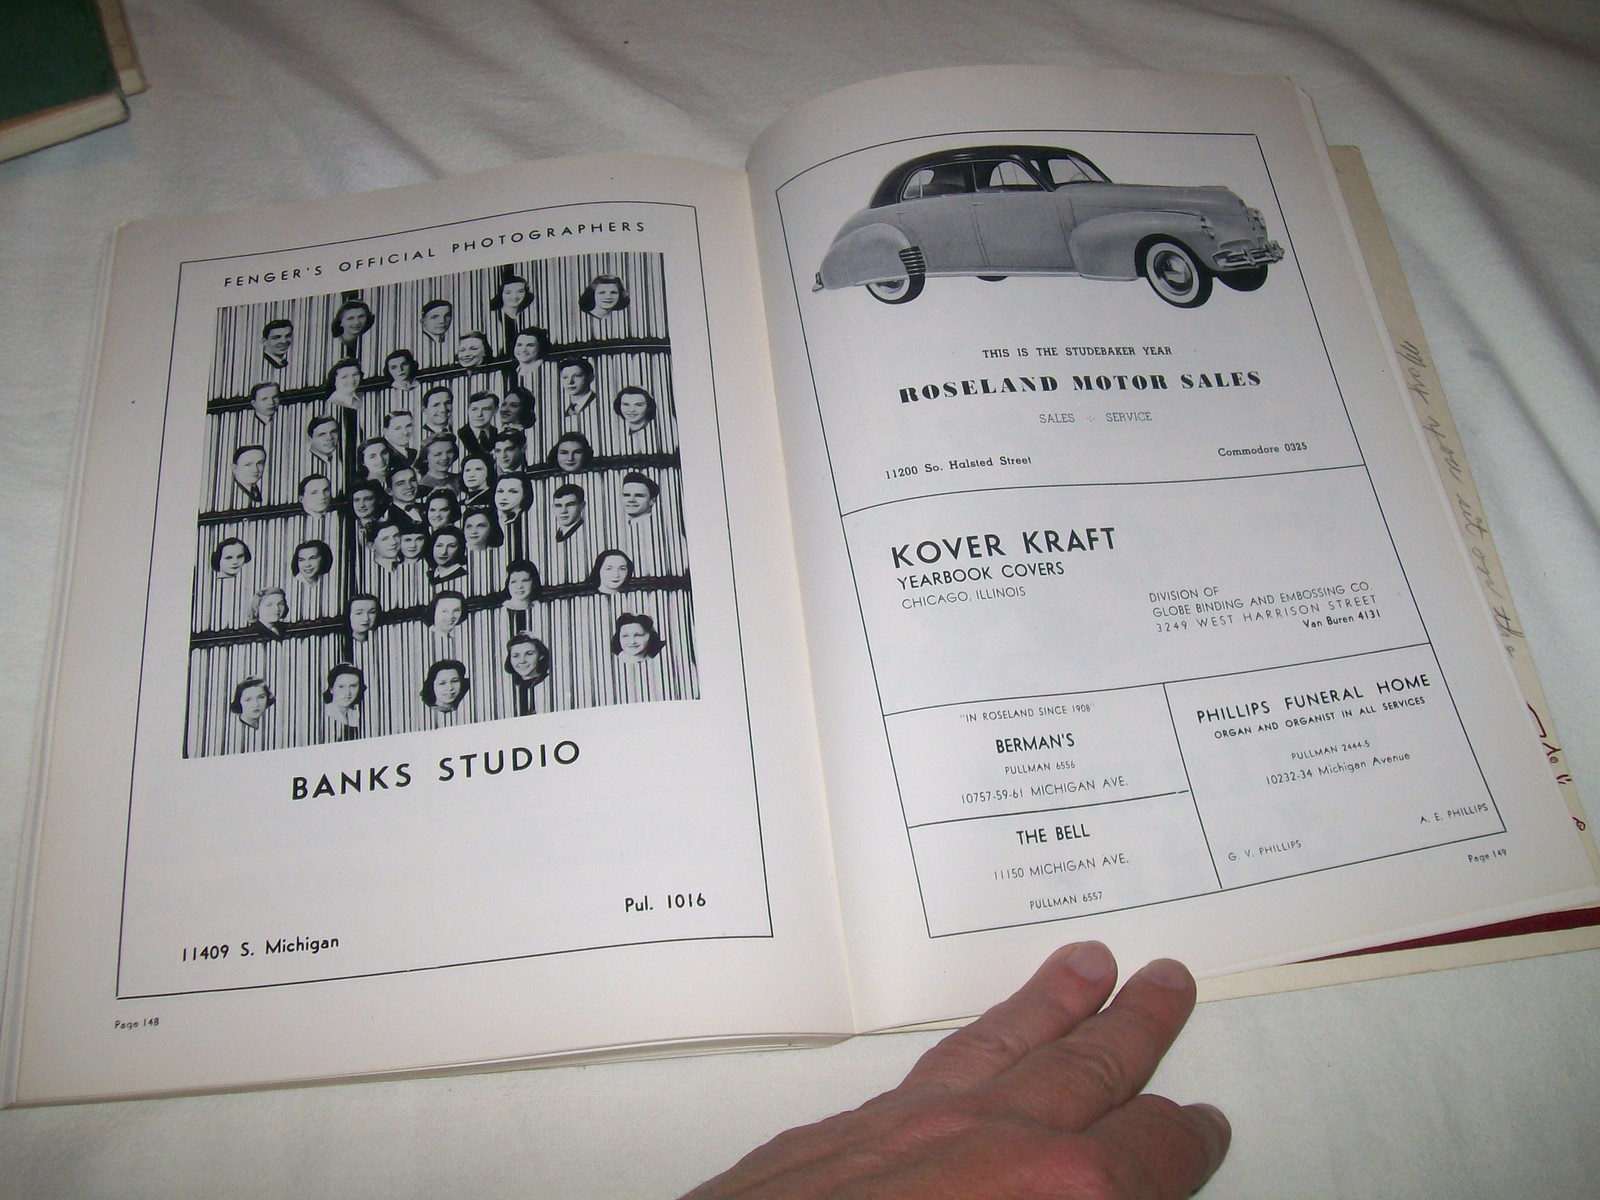 FENGER'S OFFICIAL PHOTOGRAPHERS
BANKS STUDIO
Pul. 1016
11409 S. Michigan
Page 148
THIS IS THE STUDEBAKER YEAR
ROSELAND MOTOR SALES
SALES SERVICE
11200 So. Halsted Street
Commodore 0325
KOVER KRAFT
YEARBOOK COVERS
CHICAGO, ILLINOIS
DIVISION OF
GLOBE BINDING AND EMBOSSING CO.
3249 WEST HARRISON STREET
Van Buren 4131
"IN ROSELAND SINCE 1908"
BERMAN'S
PULLMAN 6556
10757-59-61 MICHIGAN AVE.
THE BELL
11150 MICHIGAN AVE.
PULLMAN 6557
PHILLIPS FUNERAL HOME
ORGAN AND ORGANIST IN ALL SERVICES
PULLMAN 2444-5
10232-34 Michigan Avenue
A. E. PHILLIPS
G. V. PHILLIPS
Page 149
May your